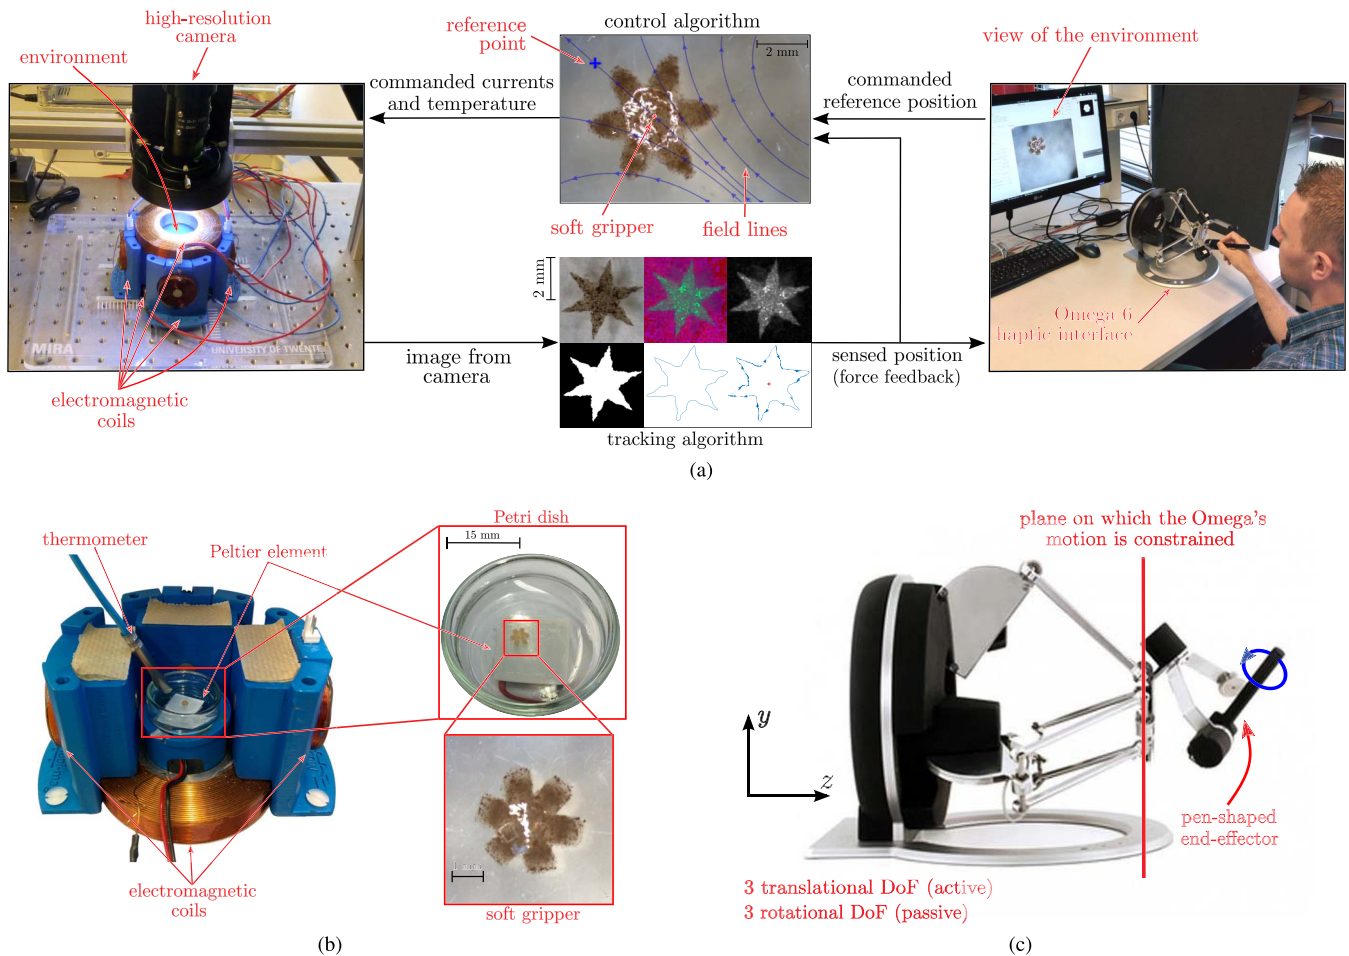 high-resolution
camera
environment
electromagnetic
coils
MIRA
UNIVERSITY OF TWENTE
commanded currents
and temperature
image from
camera
control algorithm
reference
point
2 mm
soft gripper
field lines
2 mm
tracking algorithm
commanded
reference position
sensed position
(force feedback)
view of the environment
Omega 6
haptic interface
(a)
thermometer
Peltier element
electromagnetic
coils
Petri dish
15 mm
1 mm
soft gripper
(b)
plane on which the Omega's
motion is constrained
y
z
pen-shaped
end-effector
3 translational DoF (active)
3 rotational DoF (passive)
(c)